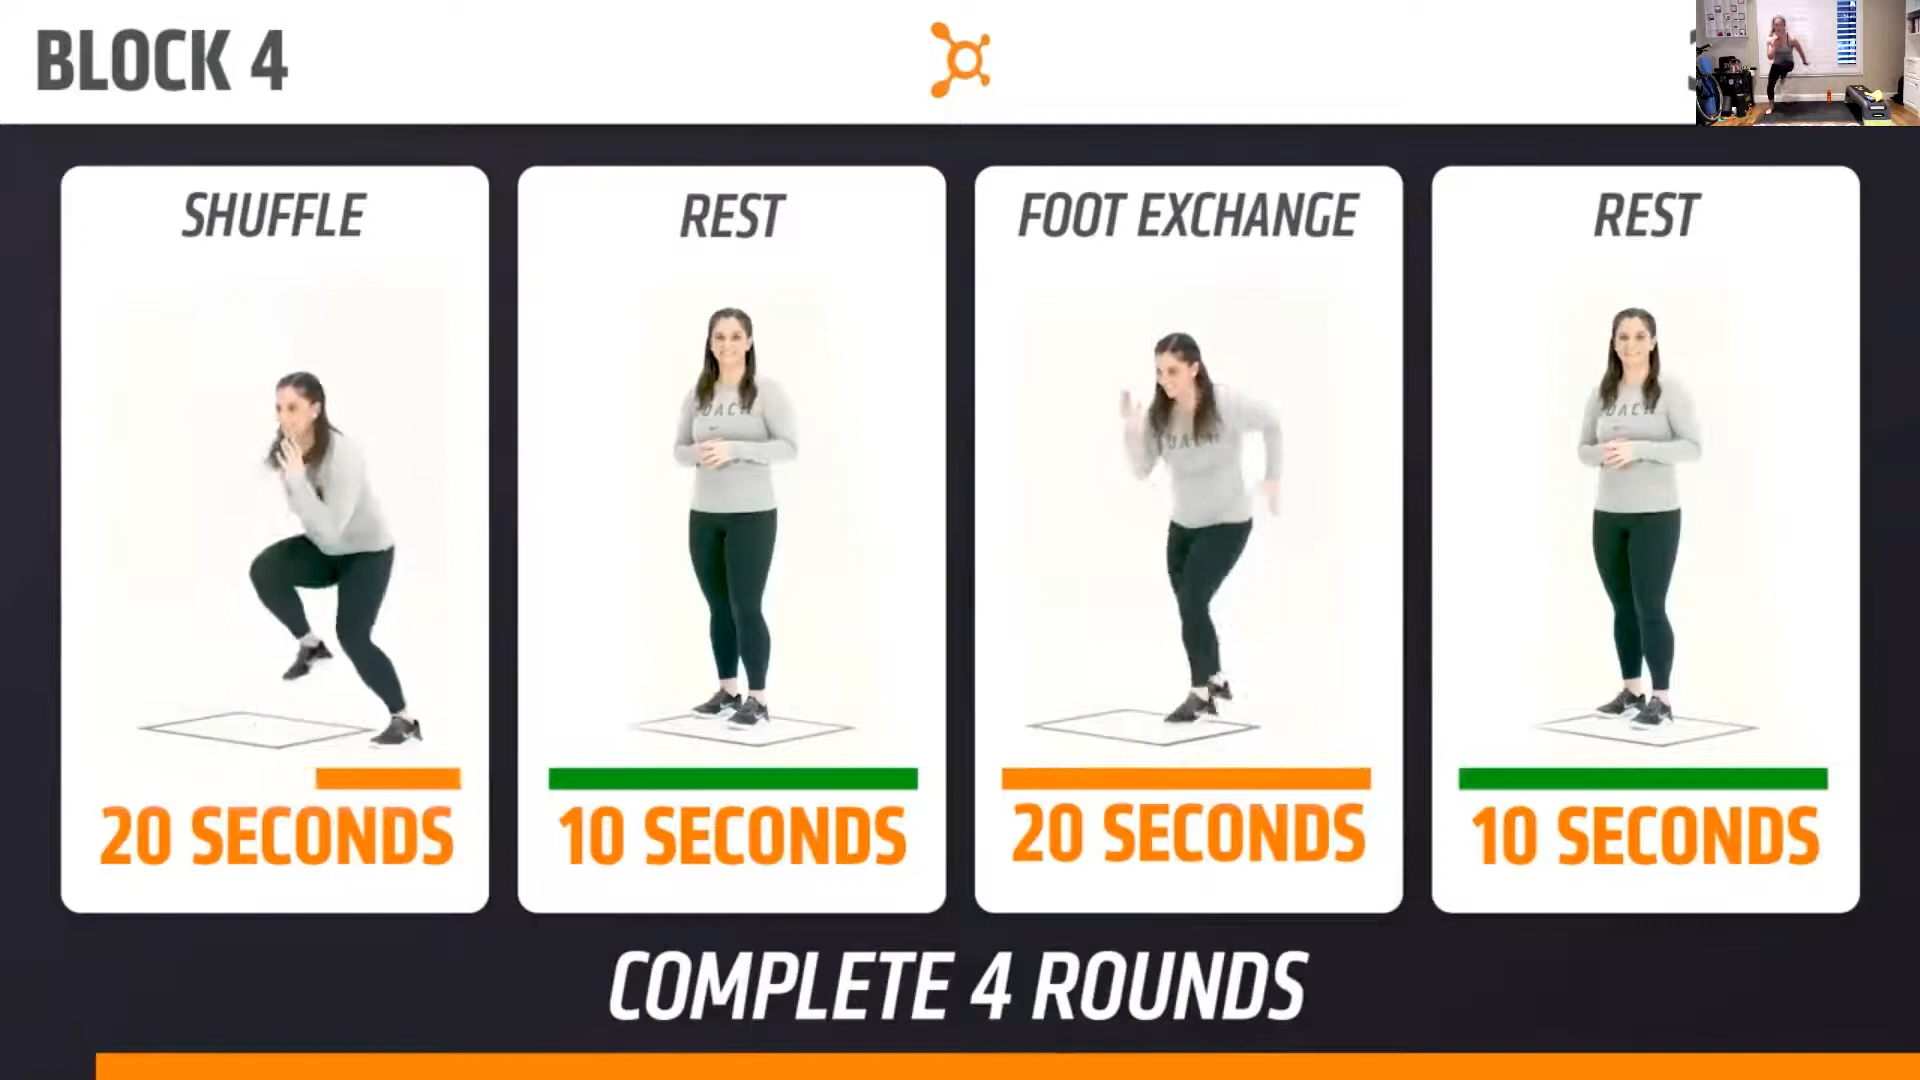 BLOCK 4
SHUFFLE
REST
FOOT EXCHANGE
REST
20 SECONDS
10 SECONDS
20 SECONDS
10 SECONDS
COMPLETE 4 ROUNDS